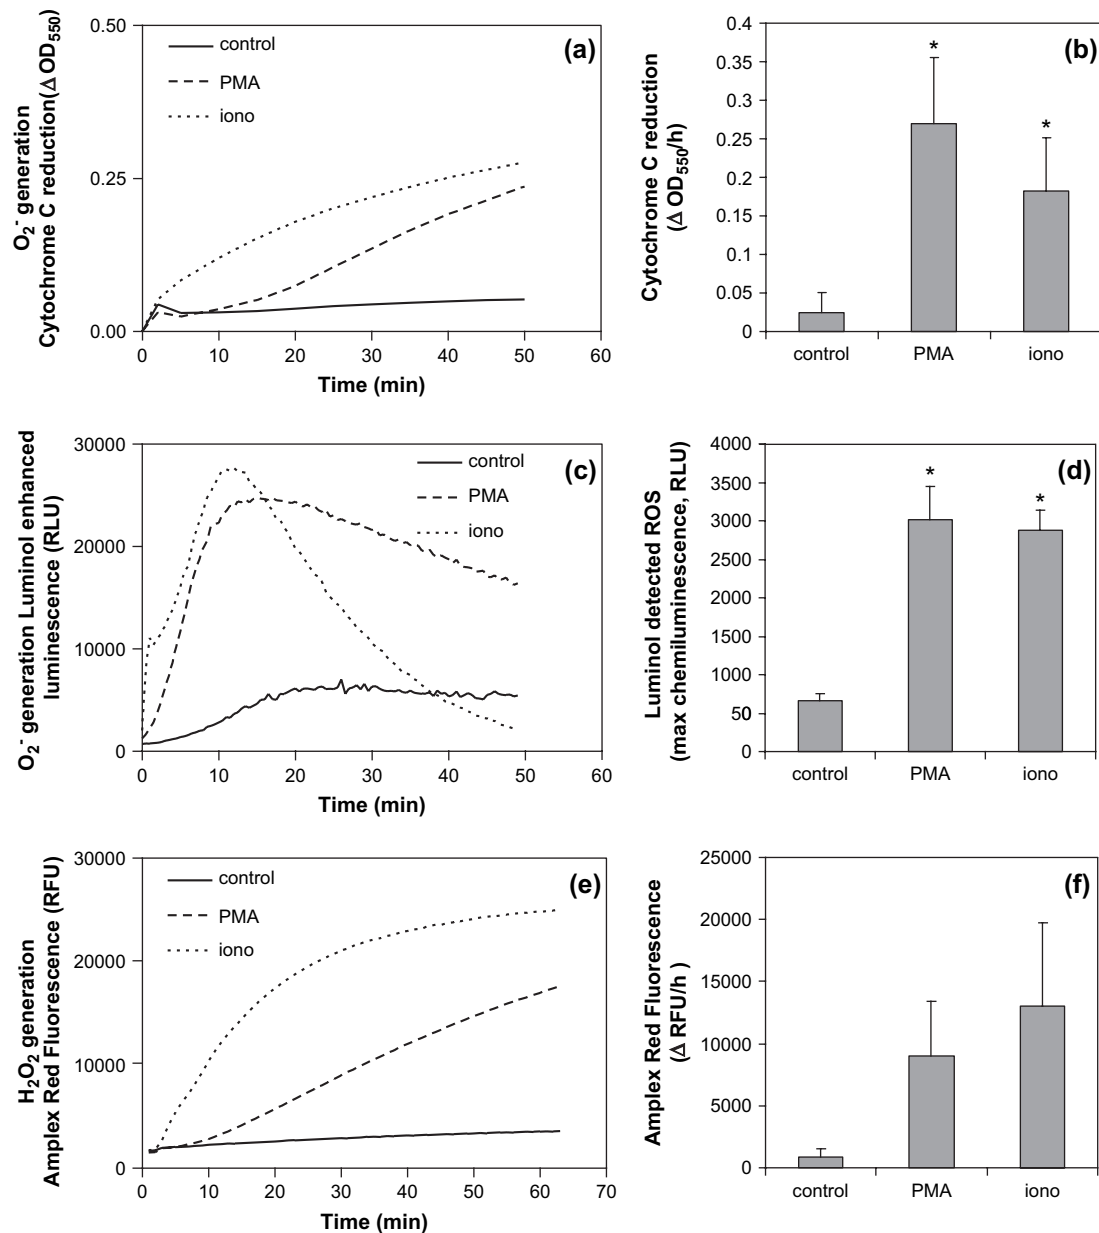 O₂⁻ generation
Cytochrome C reduction(Δ OD₅₅₀)
0.50
0.25
0.00
control
PMA
iono
(a)
0
10
20
30
40
50
60
Time (min)
Cytochrome C reduction
(Δ OD₅₅₀/h)
0.4
0.35
0.3
0.25
0.2
0.15
0.1
0.05
0
(b)
*
*
control
PMA
iono
O₂⁻ generation Luminol enhanced
luminescence (RLU)
30000
20000
10000
0
control
PMA
iono
(c)
0
10
20
30
40
50
60
Time (min)
Luminol detected ROS
(max chemiluminescence, RLU)
4000
3500
3000
2500
2000
1500
1000
50
0
(d)
*
*
control
PMA
iono
H₂O₂ generation
Amplex Red Fluorescence (RFU)
30000
20000
10000
0
control
PMA
iono
(e)
0
10
20
30
40
50
60
70
Time (min)
Amplex Red Fluorescence
(Δ RFU/h )
25000
20000
15000
10000
5000
0
(f)
control
PMA
iono